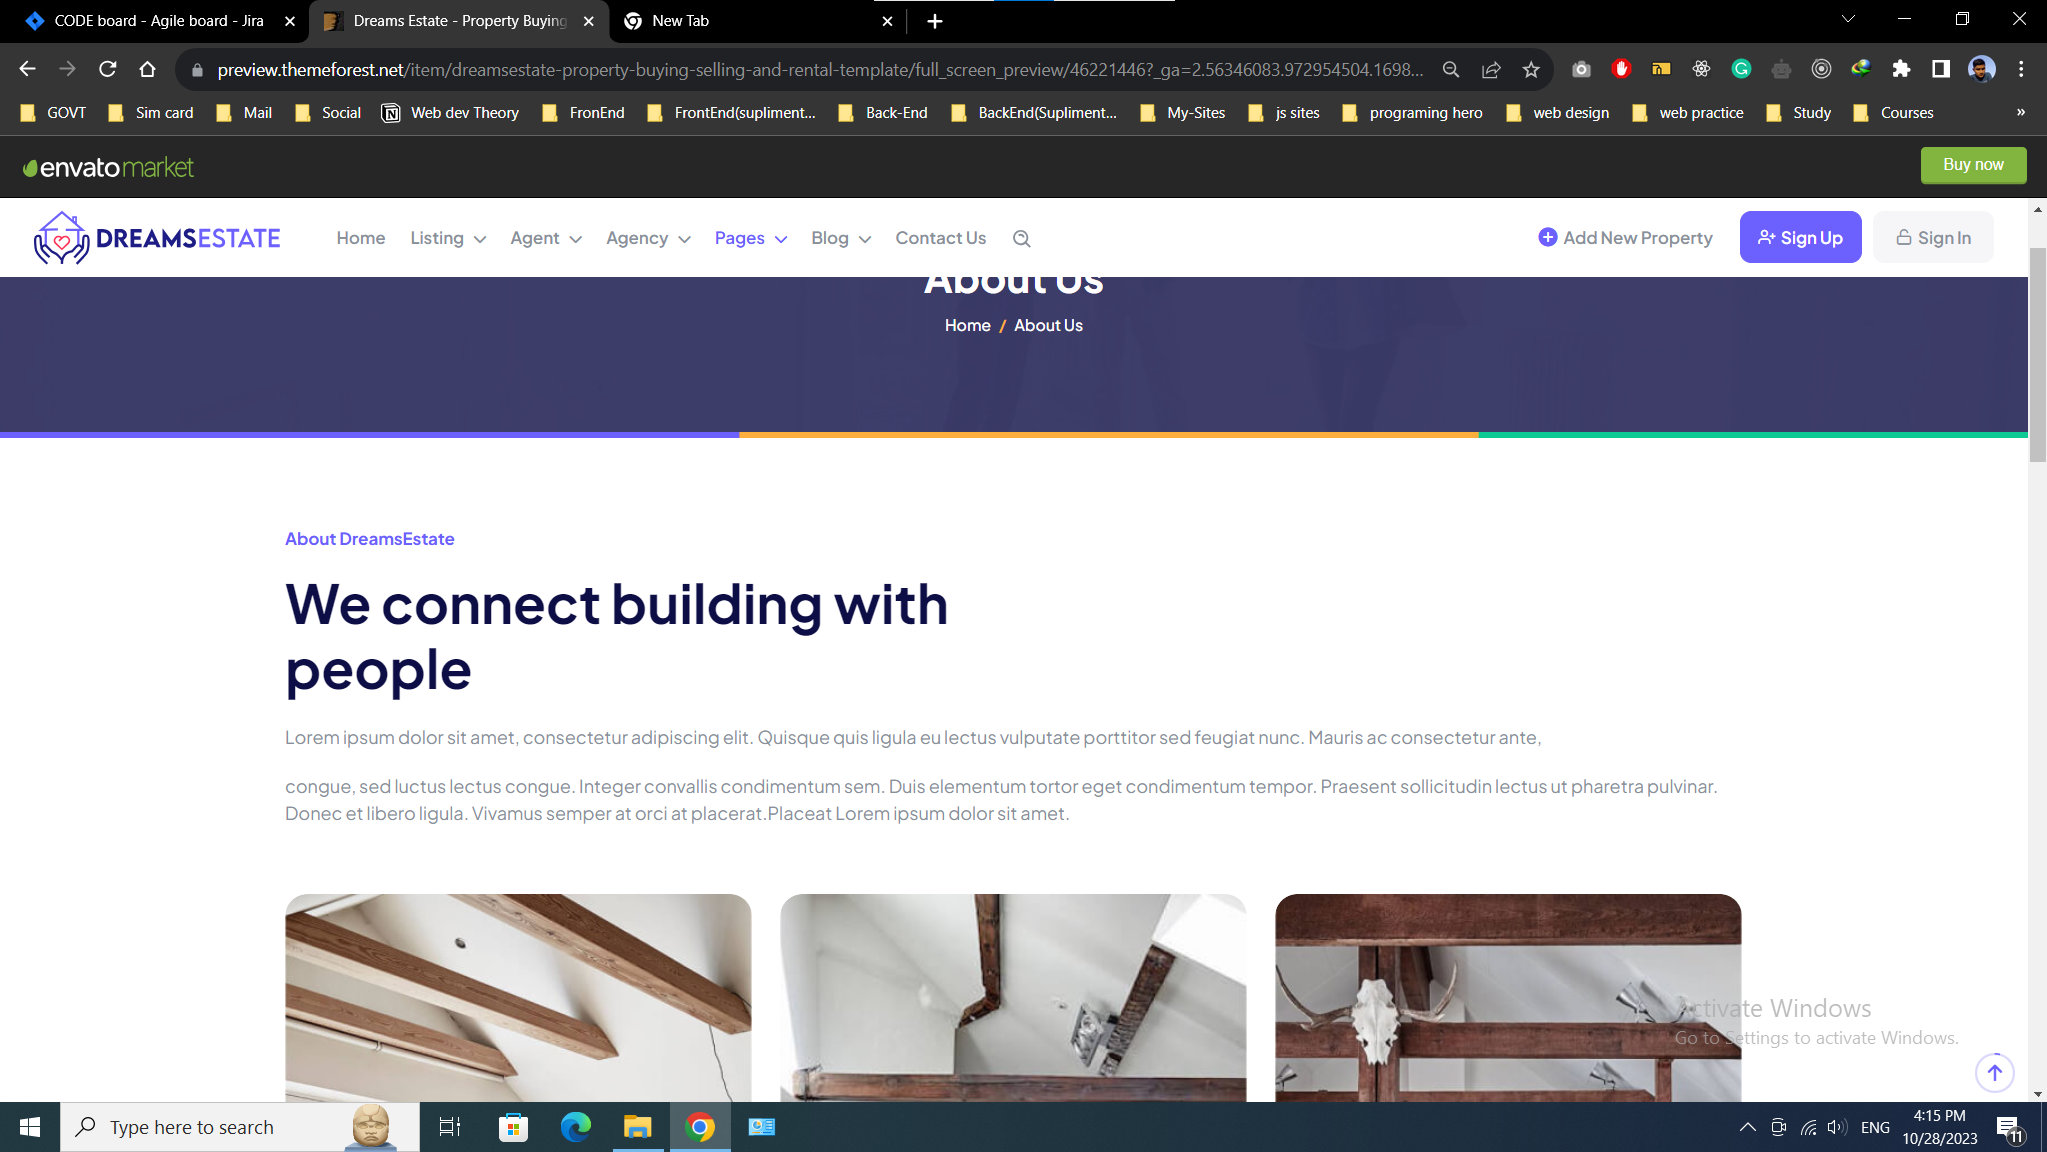 CODE board - Agile board - Jira
Dreams Estate - Property Buying
New Tab
preview.themeforest.net/item/dreamsestate-property-buying-selling-and-rental-template/full_screen_preview/46221446?_ga=2.56346083.972954504.1698...
GOVT
Sim card
Mail
Social
Web dev Theory
FronEnd
FrontEnd(supliment...
Back-End
BackEnd(Supliment...
My-Sites
js sites
programing hero
web design
web practice
Study
Courses
»
envatomarket
Buy now
DREAMSESTATE
Home
Listing
Agent
Agency
Pages
Blog
Contact Us
Add New Property
Sign Up
Sign In
About Us
Home / About Us
About DreamsEstate
We connect building with
people
Lorem ipsum dolor sit amet, consectetur adipiscing elit. Quisque quis ligula eu lectus vulputate porttitor sed feugiat nunc. Mauris ac consectetur ante,
congue, sed luctus lectus congue. Integer convallis condimentum sem. Duis elementum tortor eget condimentum tempor. Praesent sollicitudin lectus ut pharetra pulvinar.
Donec et libero ligula. Vivamus semper at orci at placerat.Placeat Lorem ipsum dolor sit amet.
Activate Windows
Go to Settings to activate Windows.
Type here to search
ENG
4:15 PM
10/28/2023
11